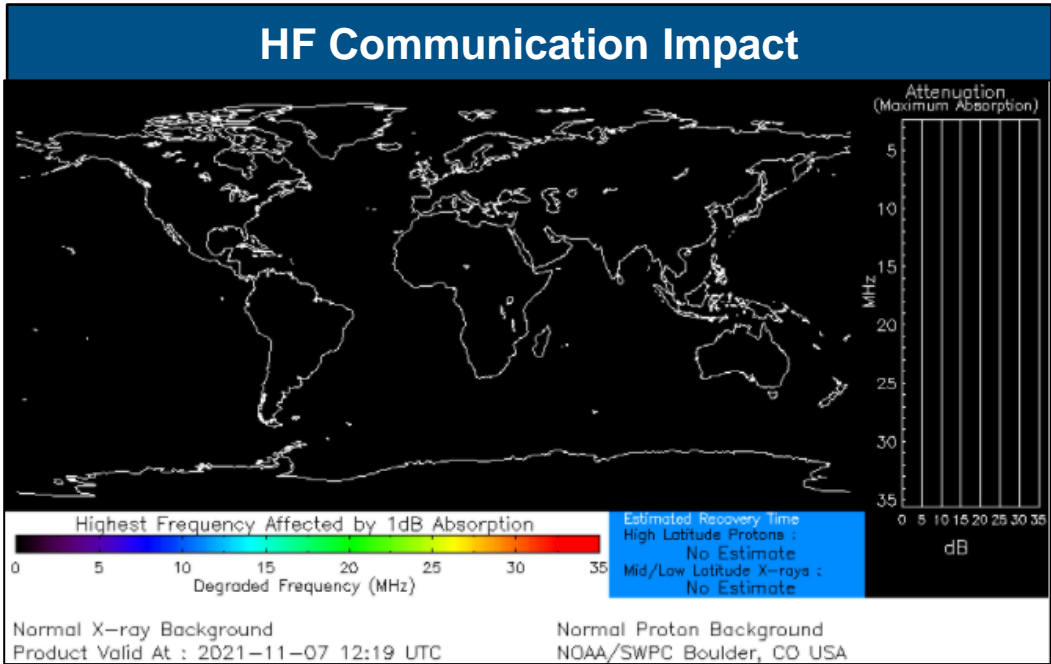 HF Communication Impact
Attenuation
(Maximum Absorption)
5
10
15
20
25
30
35
MHz
0 5 10 15 20 25 30 35
dB
Highest Frequency Affected by 1dB Absorption
0 5 10 15 20 25 30 35
Degraded Frequency (MHz)
Estimated Recovery Time
High Latitude Protons :
No Estimate
Mid/Low Latitude X-rays :
No Estimate
Normal X-ray Background
Product Valid At : 2021-11-07 12:19 UTC
Normal Proton Background
NOAA/SWPC Boulder, CO USA